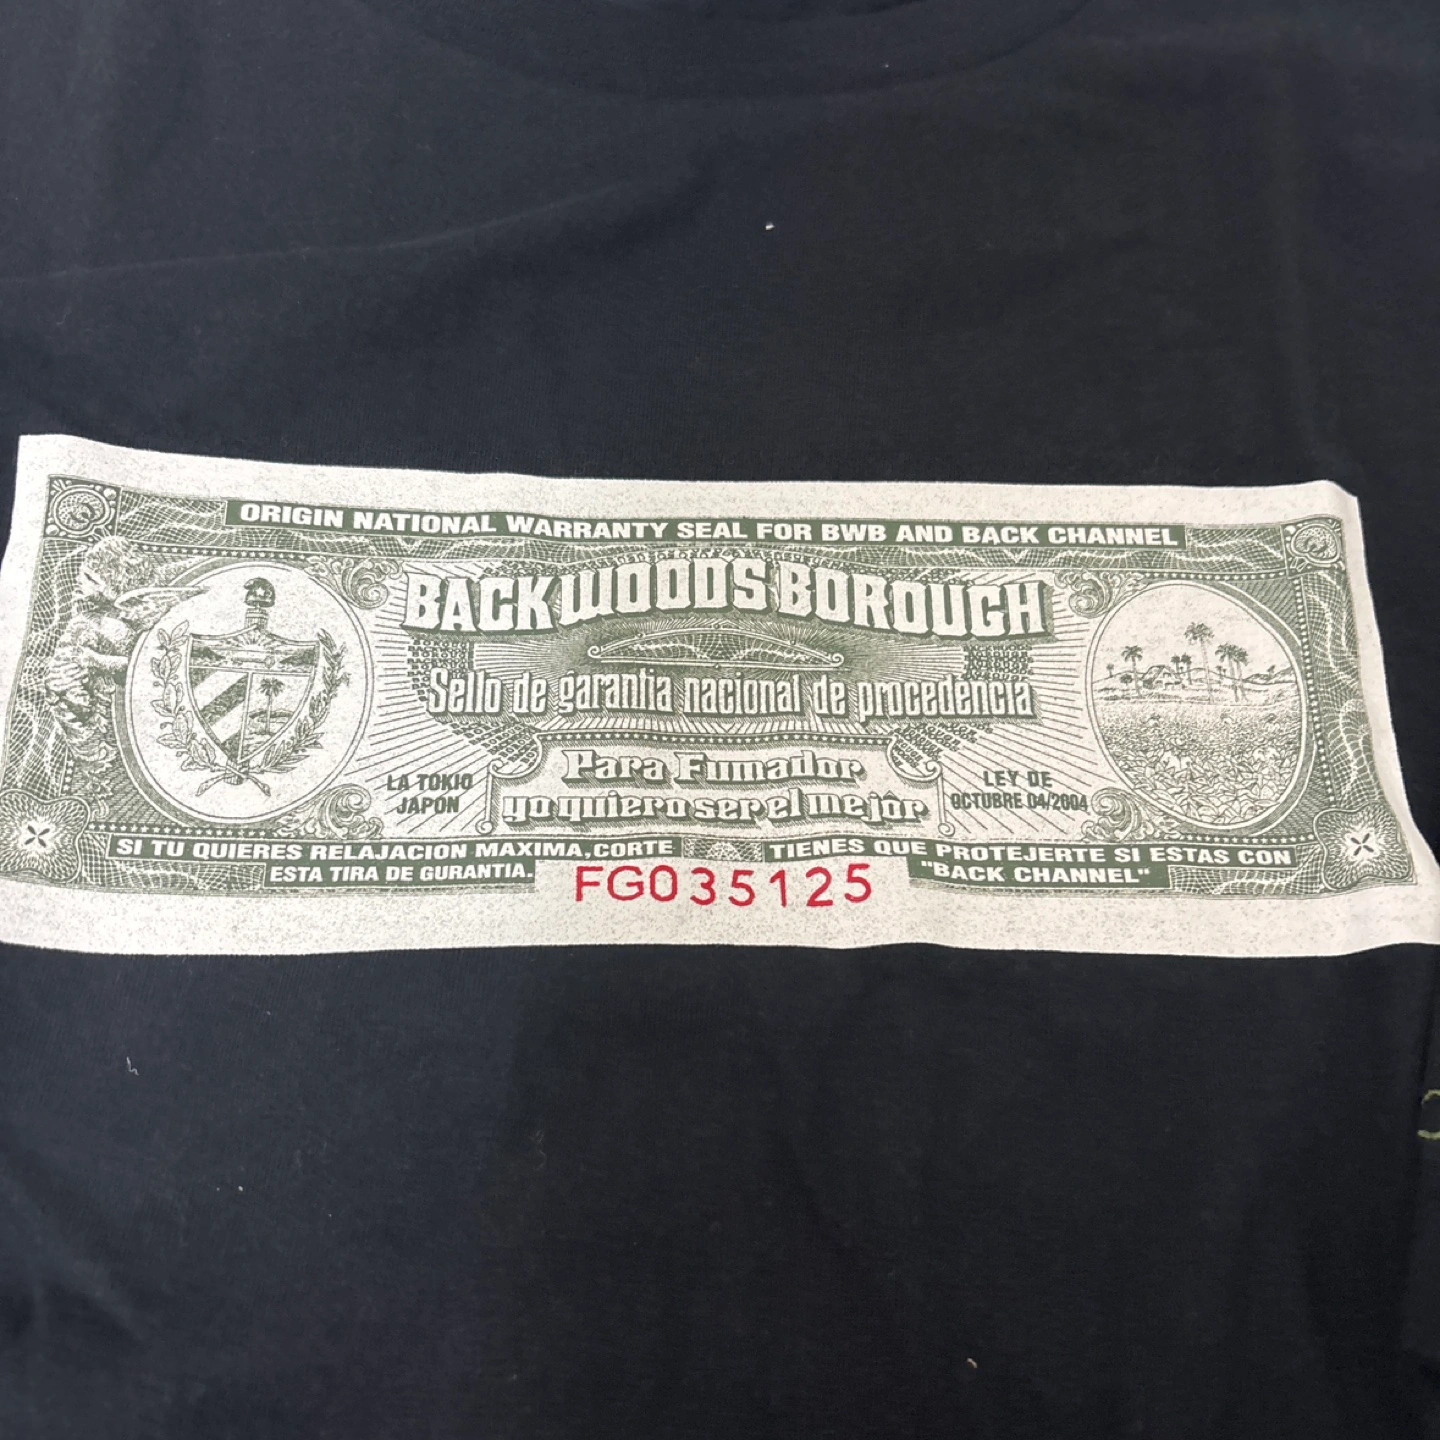 ORIGIN NATIONAL WARRANTY SEAL FOR BWB AND BACK CHANNEL
BACKWOODS BOROUGH
Sello de garantia nacional de procedencia
Para Fumador
yo quiero ser el mejor
LA TOKIO
JAPON
LEY DE
OCTUBRE 04/2004
SI TU QUIERES RELAJACION MAXIMA, CORTE
ESTA TIRA DE GURANTIA.
TIENES QUE PROTEJERTE SI ESTAS CON
"BACK CHANNEL"
FG035125